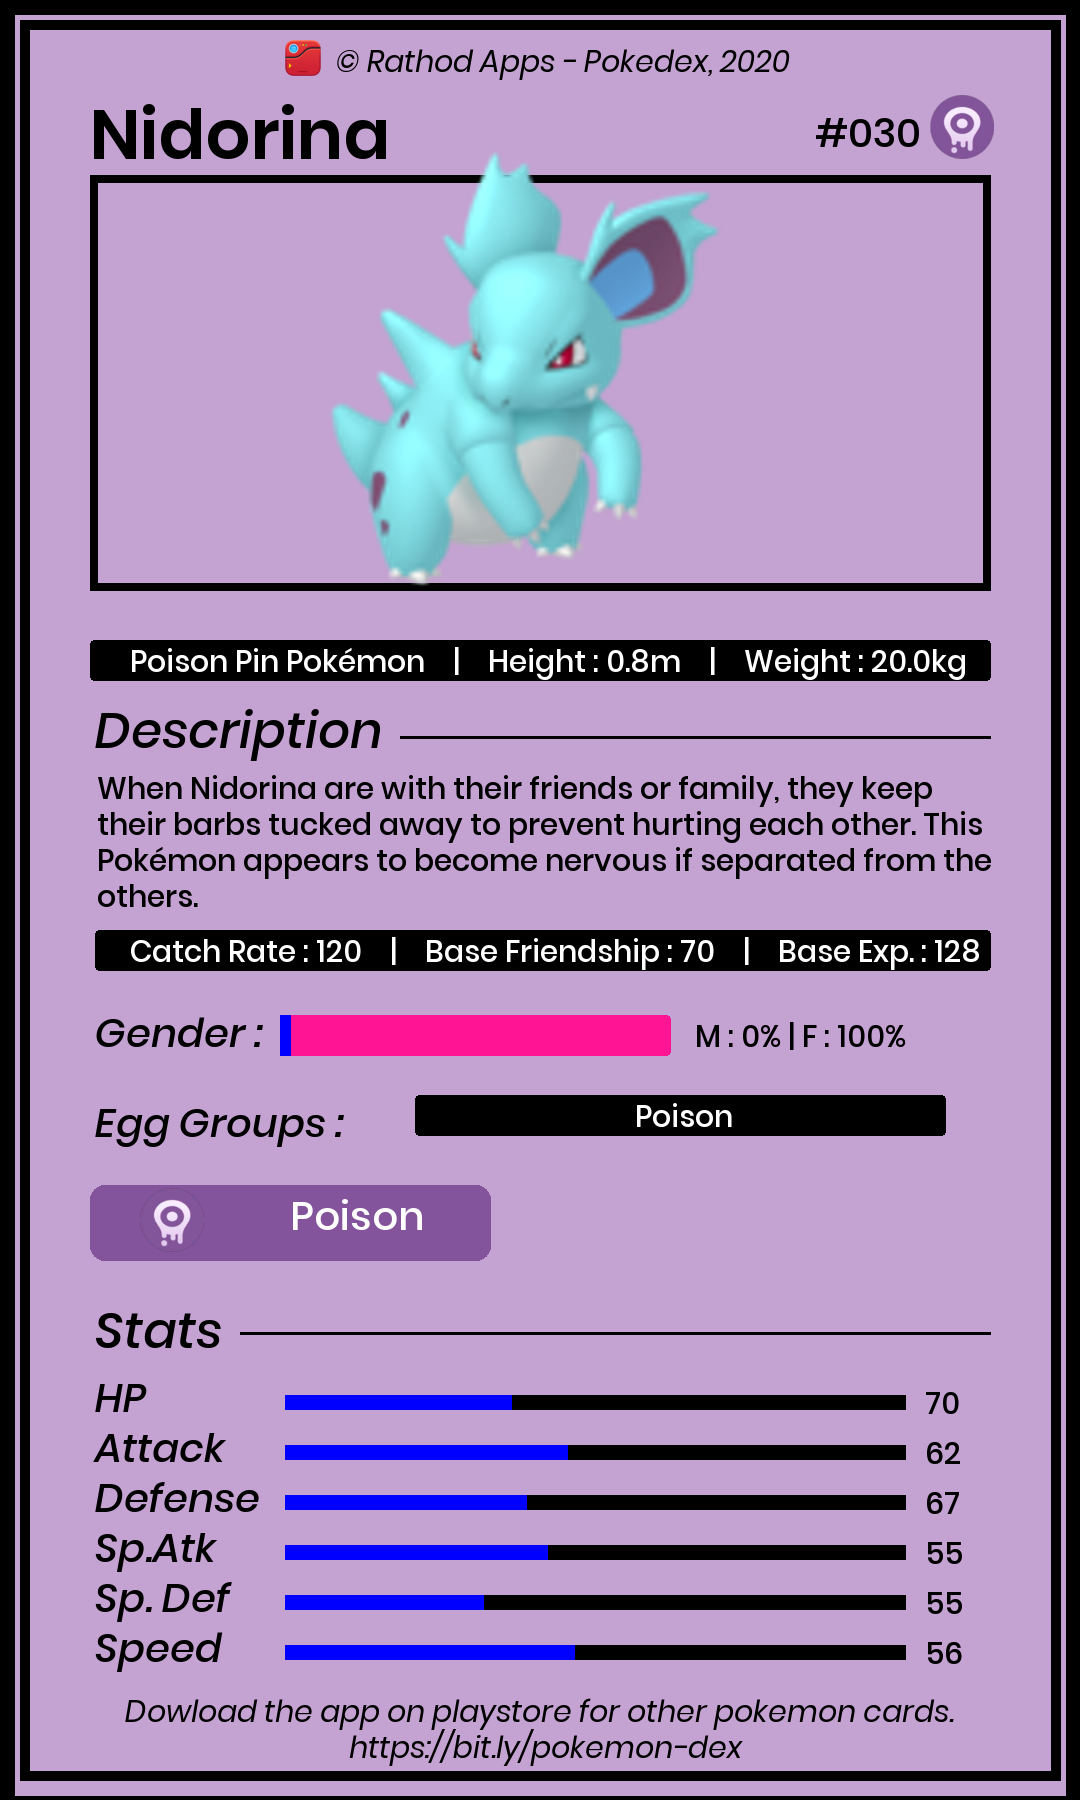 © Rathod Apps - Pokedex, 2020
Nidorina #030
Poison Pin Pokémon | Height : 0.8m | Weight : 20.0kg
Description
When Nidorina are with their friends or family, they keep
their barbs tucked away to prevent hurting each other. This
Pokémon appears to become nervous if separated from the
others.
Catch Rate : 120 | Base Friendship : 70 | Base Exp. : 128
Gender : M : 0% | F : 100%
Egg Groups : Poison
Poison
Stats
HP 70
Attack 62
Defense 67
Sp.Atk 55
Sp. Def 55
Speed 56
Dowload the app on playstore for other pokemon cards.
https://bit.ly/pokemon-dex